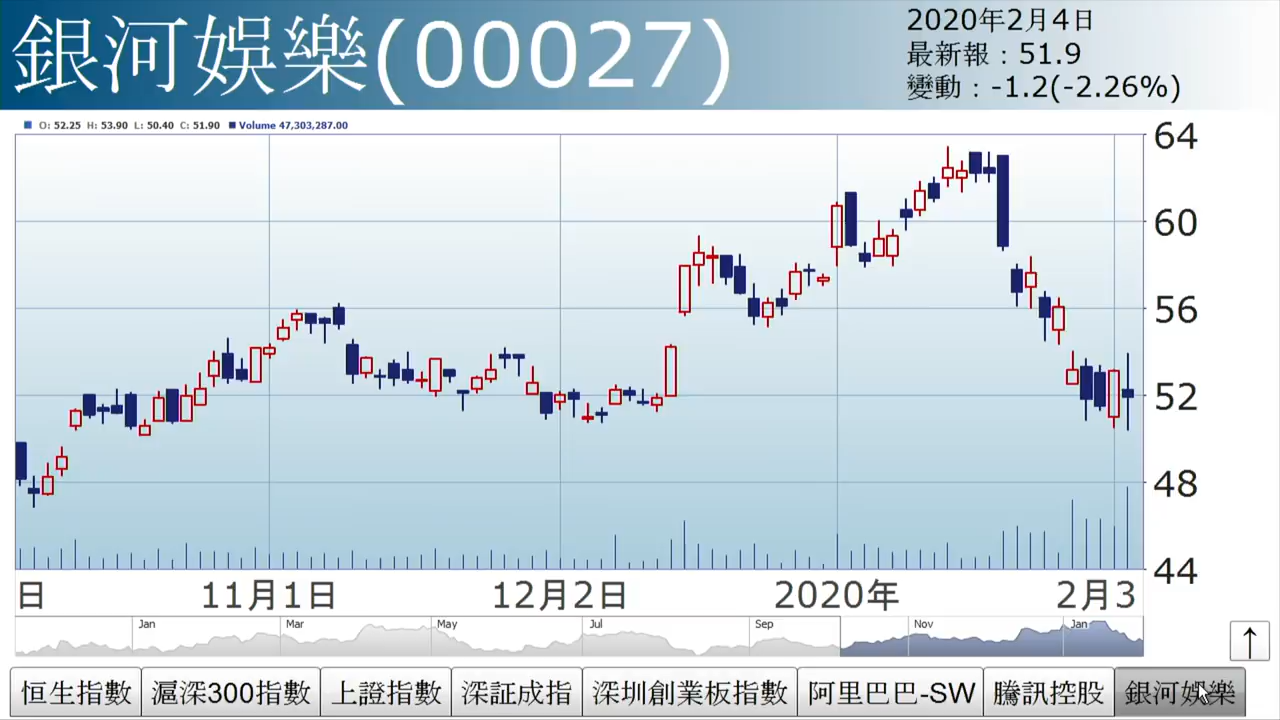 銀河娛樂(00027)
2020年2月4日
最新報：51.9
變動：-1.2(-2.26%)
O: 52.25 H: 53.90 L: 50.40 C: 51.90 Volume 47,303,287.00
64
60
56
52
48
44
日 11月1日 12月2日 2020年 2月3
Jan Mar May Jul Sep Nov Jan
↑
恒生指數 滬深300指數 上證指數 深証成指 深圳創業板指數 阿里巴巴-SW 騰訊控股 銀河娛樂